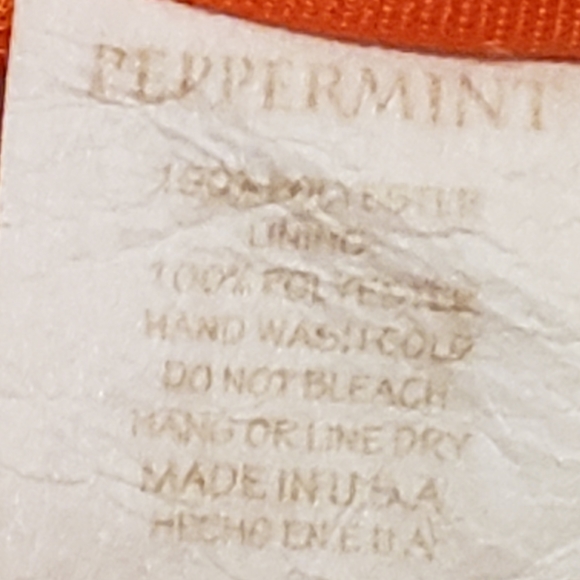 PEPPERMINT
100% POLYESTER
LINING
100% POLYESTER
HAND WASH COLD
DO NOT BLEACH
HANG OR LINE DRY
MADE IN U.S.A
HECHO EN E.U.A